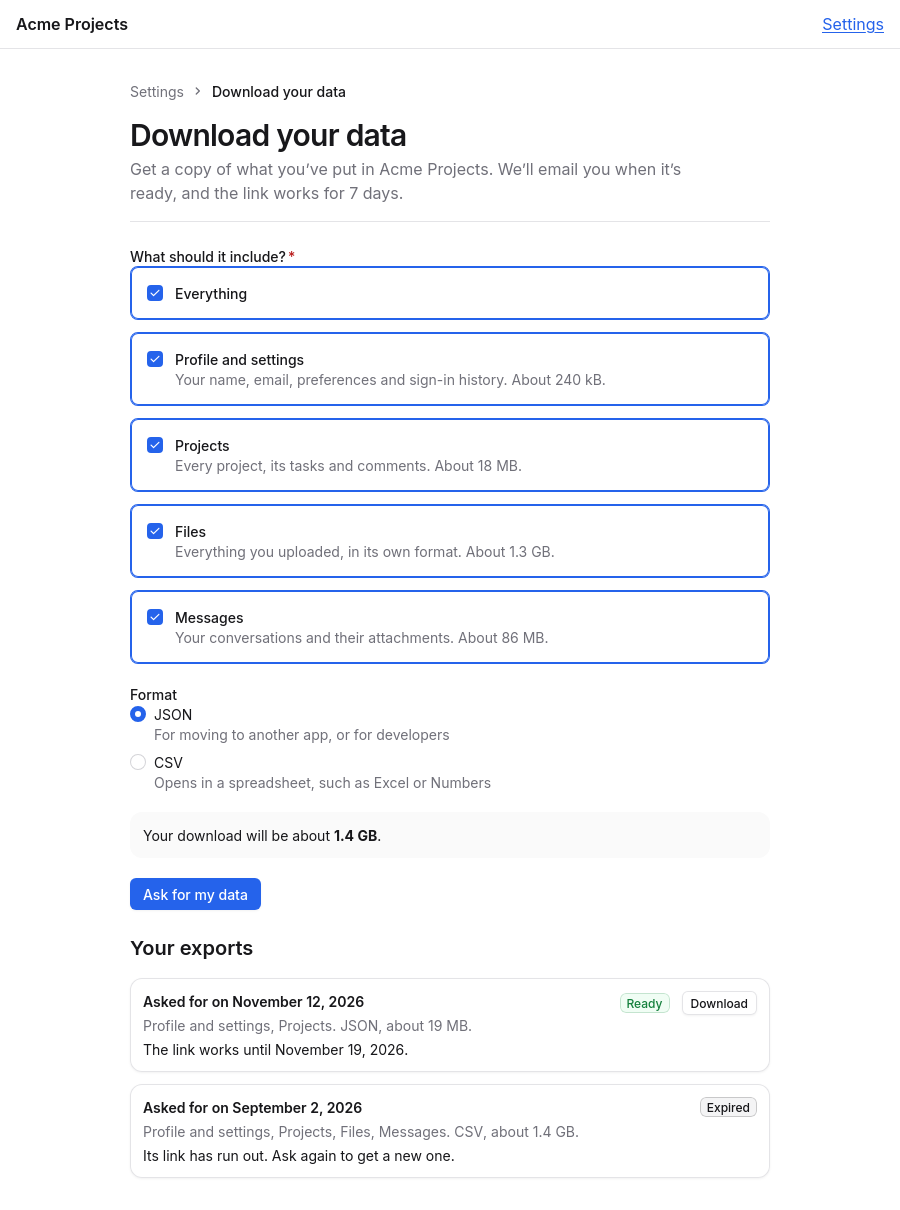 Acme Projects
Settings
Settings
Download your data
Download your data
Get a copy of what you’ve put in Acme Projects. We’ll email you when it’s
ready, and the link works for 7 days.
What should it include?*
Everything
Profile and settings
Your name, email, preferences and sign-in history. About 240 kB.
Projects
Every project, its tasks and comments. About 18 MB.
Files
Everything you uploaded, in its own format. About 1.3 GB.
Messages
Your conversations and their attachments. About 86 MB.
Format
JSON
For moving to another app, or for developers
CSV
Opens in a spreadsheet, such as Excel or Numbers
Your download will be about 1.4 GB.
Ask for my data
Your exports
Asked for on November 12, 2026
Ready
Download
Profile and settings, Projects. JSON, about 19 MB.
The link works until November 19, 2026.
Asked for on September 2, 2026
Expired
Profile and settings, Projects, Files, Messages. CSV, about 1.4 GB.
Its link has run out. Ask again to get a new one.